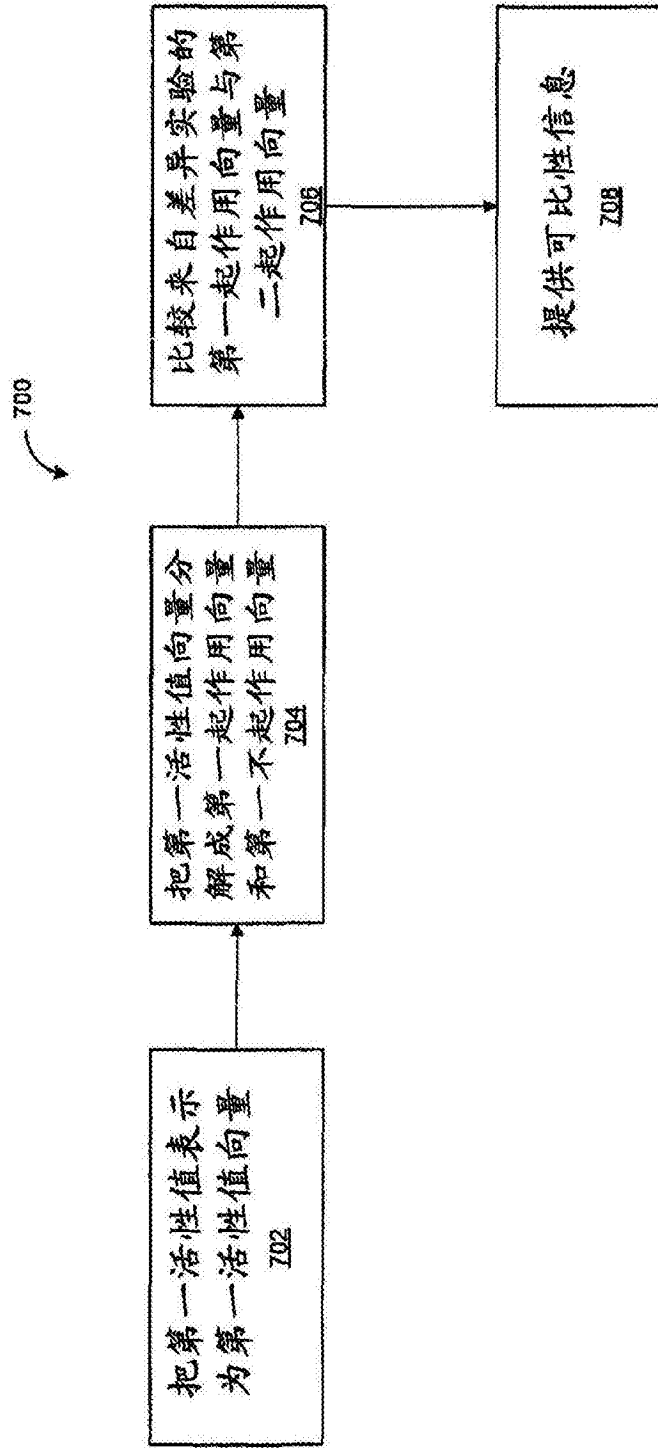 700
把第一活性值表示
为第一活性值向量
702
把第一活性值向量分
解成第一起作用向量
和第一不起作用向量
704
比较来自差异实验的
第一起作用向量与第
二起作用向量
706
提供可比性信息
708